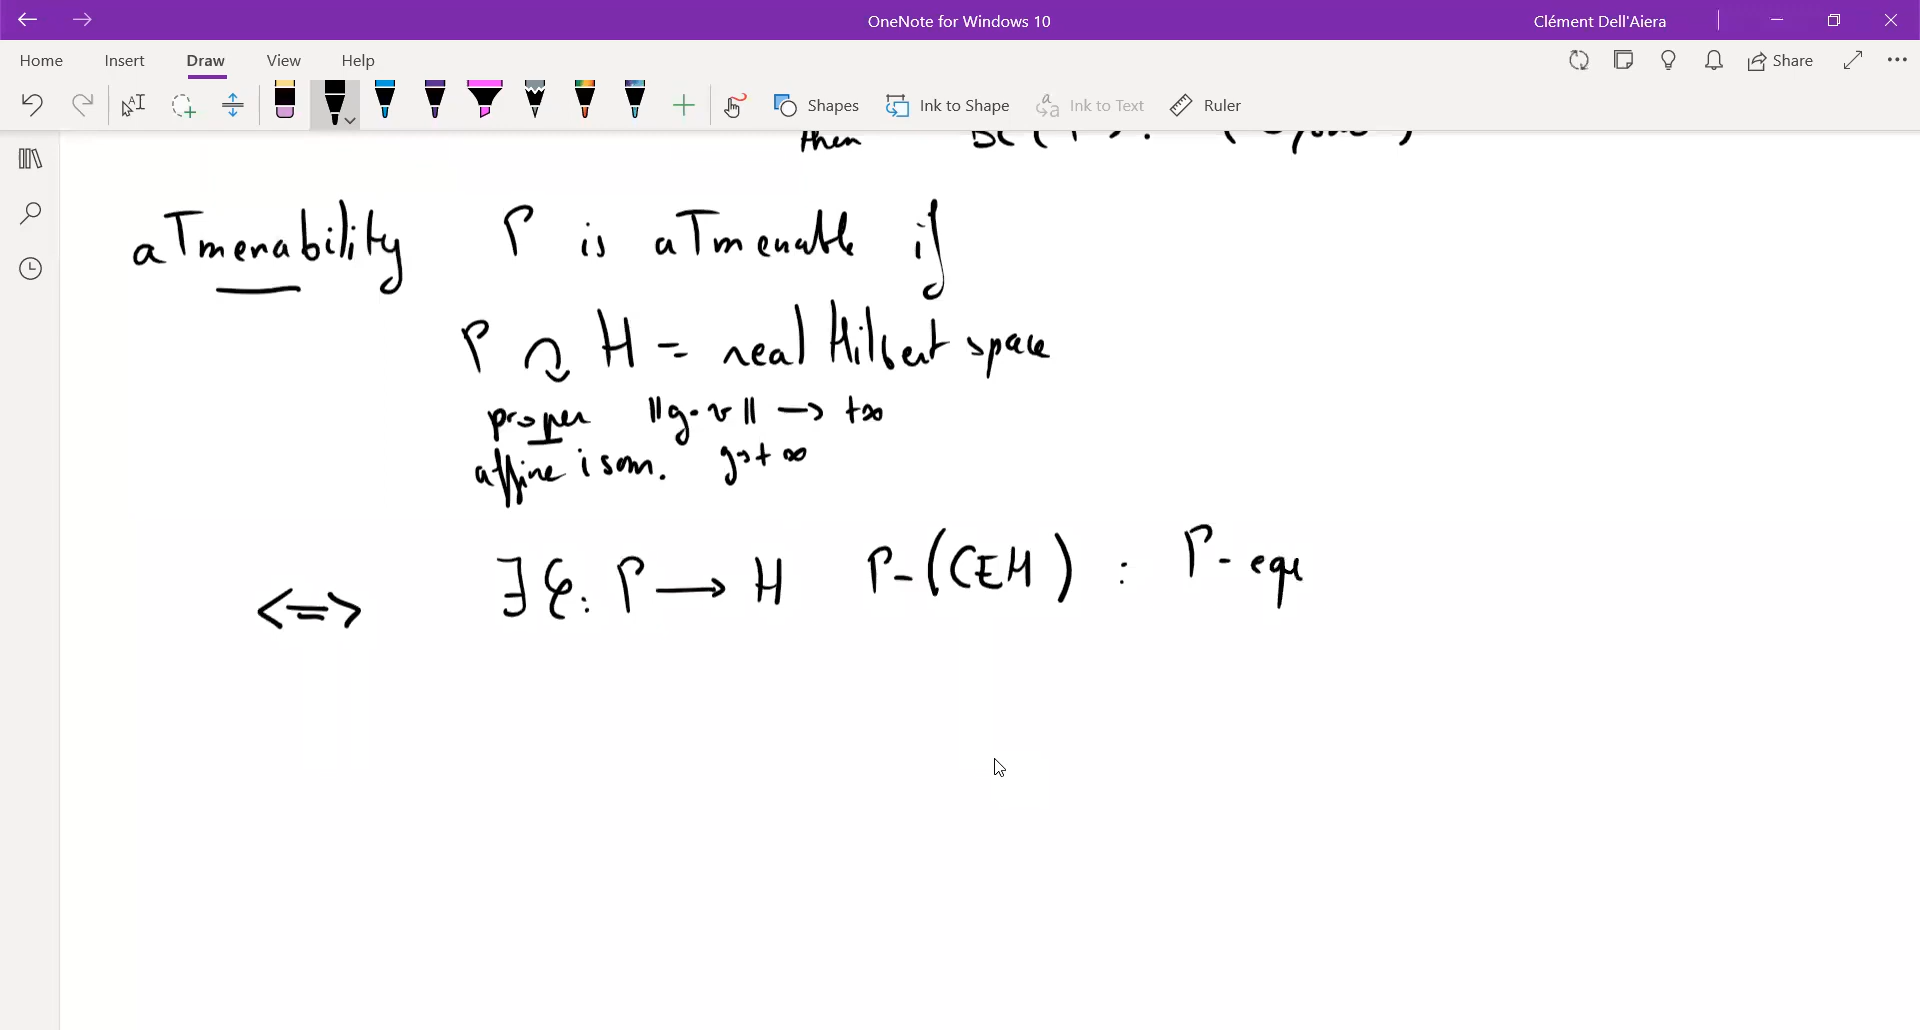 OneNote for Windows 10
Clément Dell'Aiera
Home Insert Draw View Help
Share
Shapes Ink to Shape Ink to Text Ruler
then
aTmenability Γ is aTmenable if
Γ ↷ H = real Hilbert space
proper ‖g·v‖ → +∞
affine isom. g→+∞
<=> ∃ φ: Γ → H Γ-(CEH) : Γ-equ